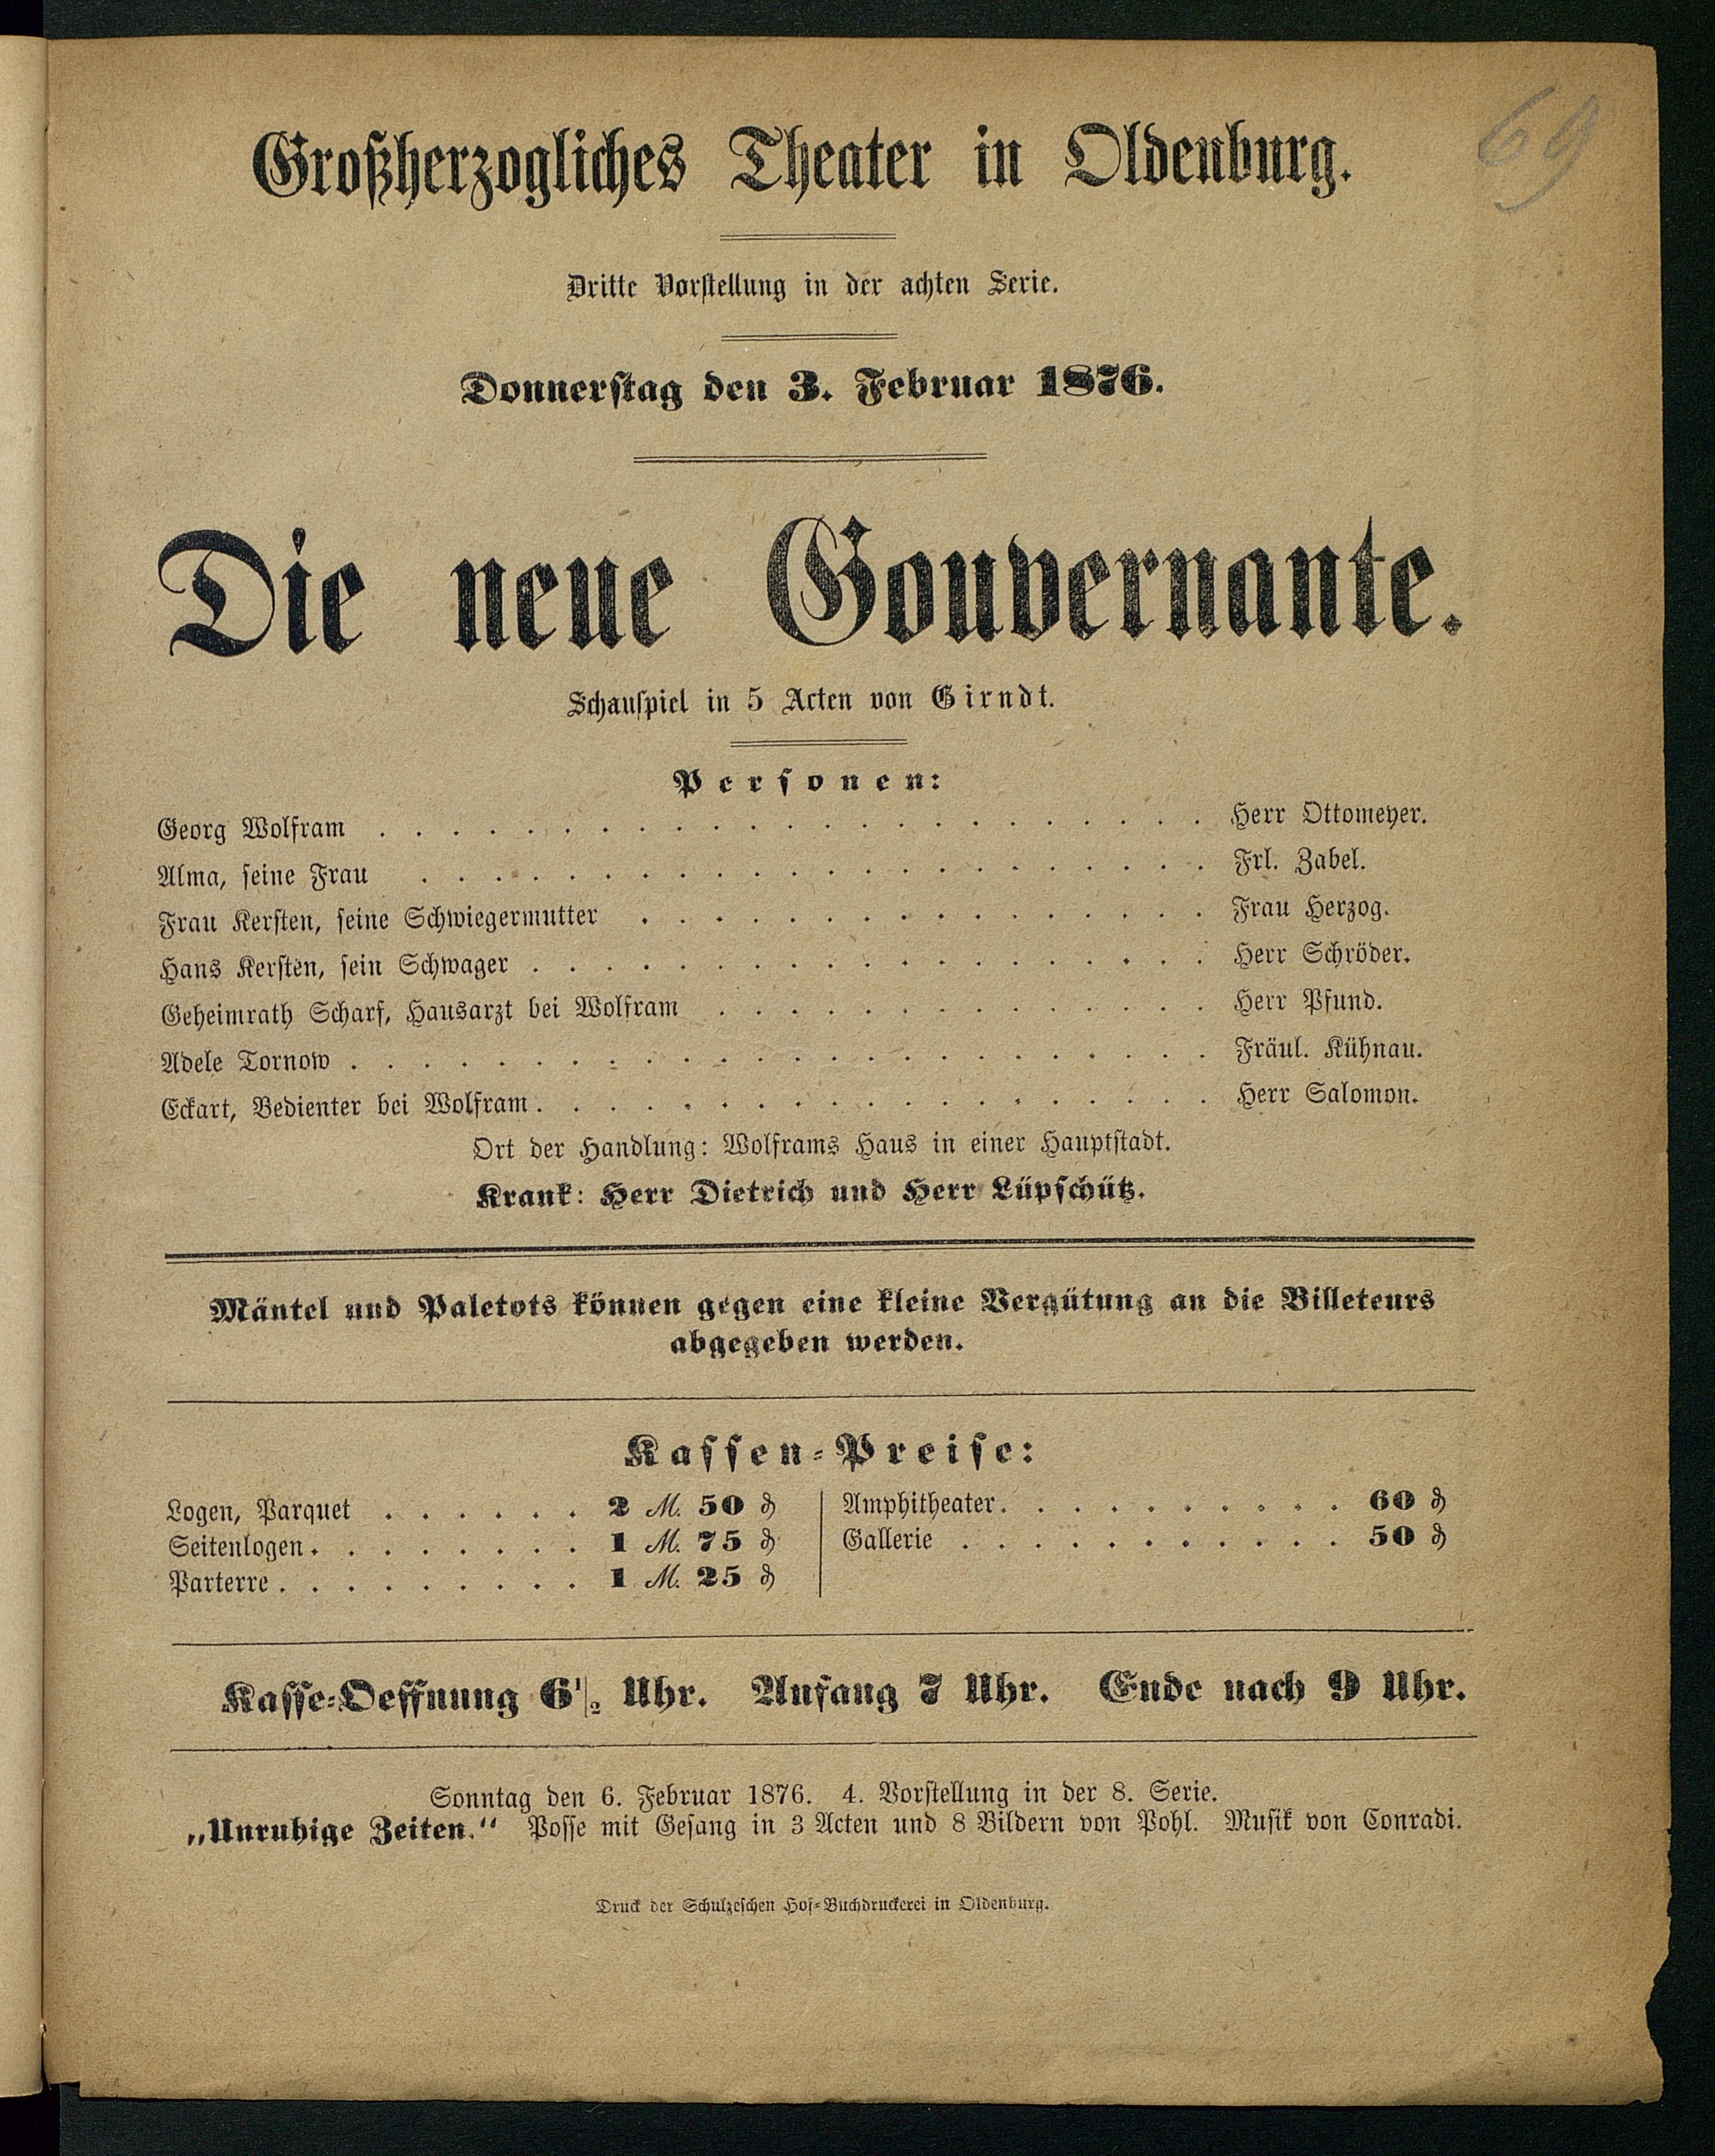 69
Großherzogliches Theater in Oldenburg.
Dritte Vorstellung in der achten Serie.
Donnerstag den 3. Februar 1876.
Die neue Gouvernante.
Schauspiel in 5 Acten von Girndt.
Personen:
Georg Wolfram . . . . . . . . . . . . . . . . . . . . . . . Herr Ottomeyer.
Alma, seine Frau . . . . . . . . . . . . . . . . . . . . . . Frl. Zabel.
Frau Kersten, seine Schwiegermutter . . . . . . . . . . . . . . . . Frau Herzog.
Hans Kersten, sein Schwager . . . . . . . . . . . . . . . . . . . Herr Schröder.
Geheimrath Scharf, Hausarzt bei Wolfram . . . . . . . . . . . . . . Herr Pfund.
Adele Tornow . . . . . . . . . . . . . . . . . . . . . . . . Fräul. Kühnau.
Eckart, Bedienter bei Wolfram . . . . . . . . . . . . . . . . . . . Herr Salomon.
Ort der Handlung: Wolframs Haus in einer Hauptstadt.
Krank: Herr Dietrich und Herr Lüpschütz.
Mäntel und Paletots können gegen eine kleine Vergütung an die Billeteurs
abgegeben werden.
Kassen-Preise:
Logen, Parquet . . . . . . 2 M. 50 ₰
Seitenlogen . . . . . . . . 1 M. 75 ₰
Parterre . . . . . . . . . 1 M. 25 ₰
Amphitheater . . . . . . . . . . 60 ₰
Gallerie . . . . . . . . . . . 50 ₰
Kasse-Oeffnung 6 1/2 Uhr. Anfang 7 Uhr. Ende nach 9 Uhr.
Sonntag den 6. Februar 1876. 4. Vorstellung in der 8. Serie.
„Unruhige Zeiten.“ Posse mit Gesang in 3 Acten und 8 Bildern von Pohl. Musik von Conradi.
Druck der Schulzeschen Hof-Buchdruckerei in Oldenburg.